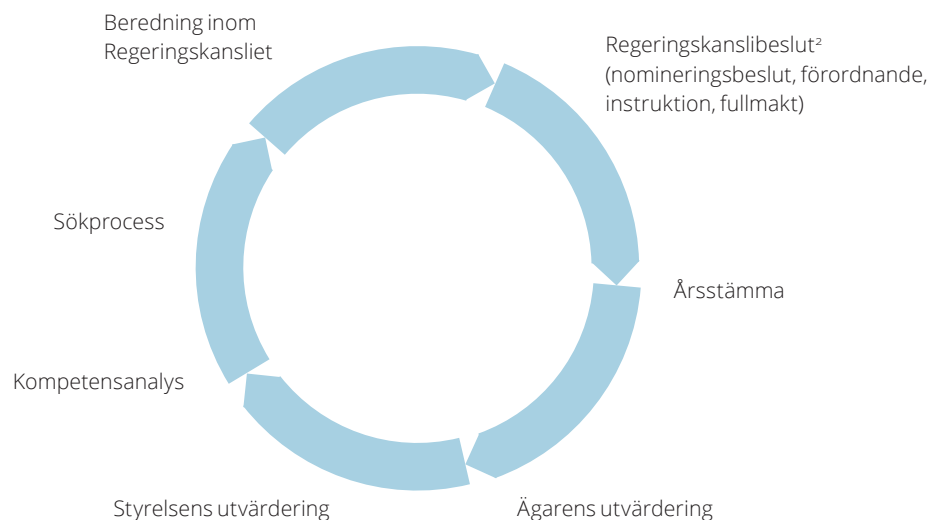 Beredning inom
Regeringskansliet
Regeringskanslibeslut²
(nomineringsbeslut, förordnande,
instruktion, fullmakt)
Sökprocess
Årsstämma
Kompetensanalys
Styrelsens utvärdering
Ägarens utvärdering